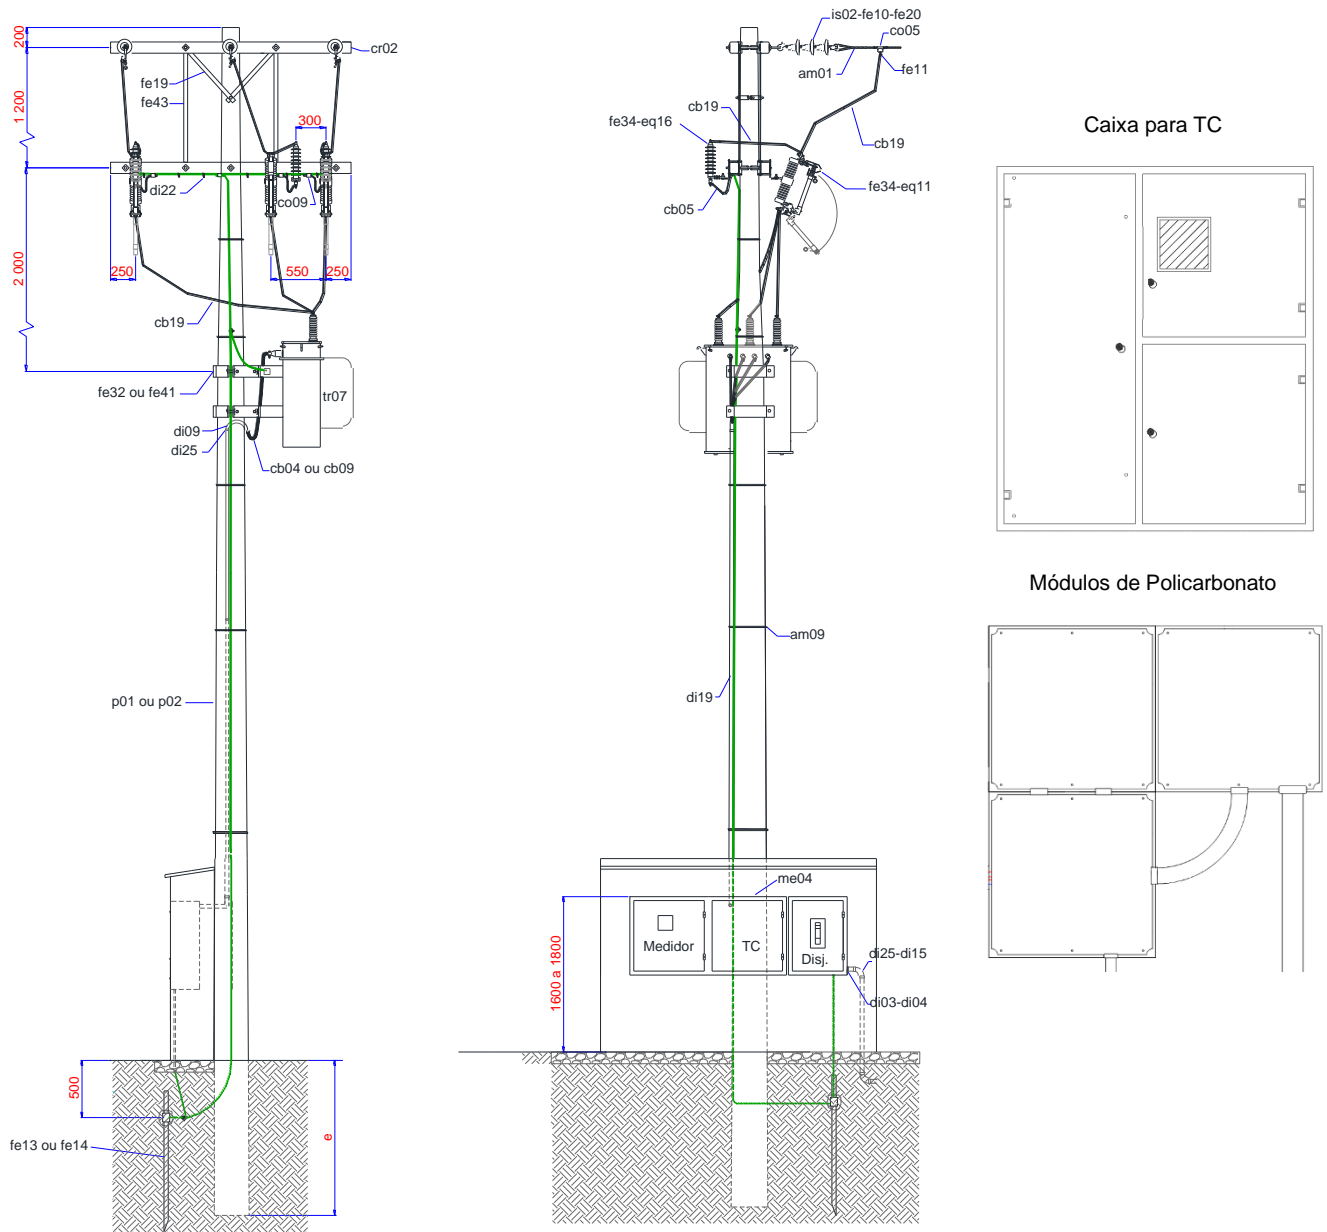 200
cr02
fe19
fe43
1 200
300
di22
co09
250
550
250
2 000
cb19
fe32 ou fe41
tr07
di09
di25
cb04 ou cb09
p01 ou p02
500
fe13 ou fe14
e
is02-fe10-fe20
co05
am01
fe11
cb19
fe34-eq16
cb19
fe34-eq11
cb05
am09
di19
me04
Medidor
TC
Disj.
1600 a 1800
di25-di15
di03-di04
Caixa para TC
Módulos de Policarbonato